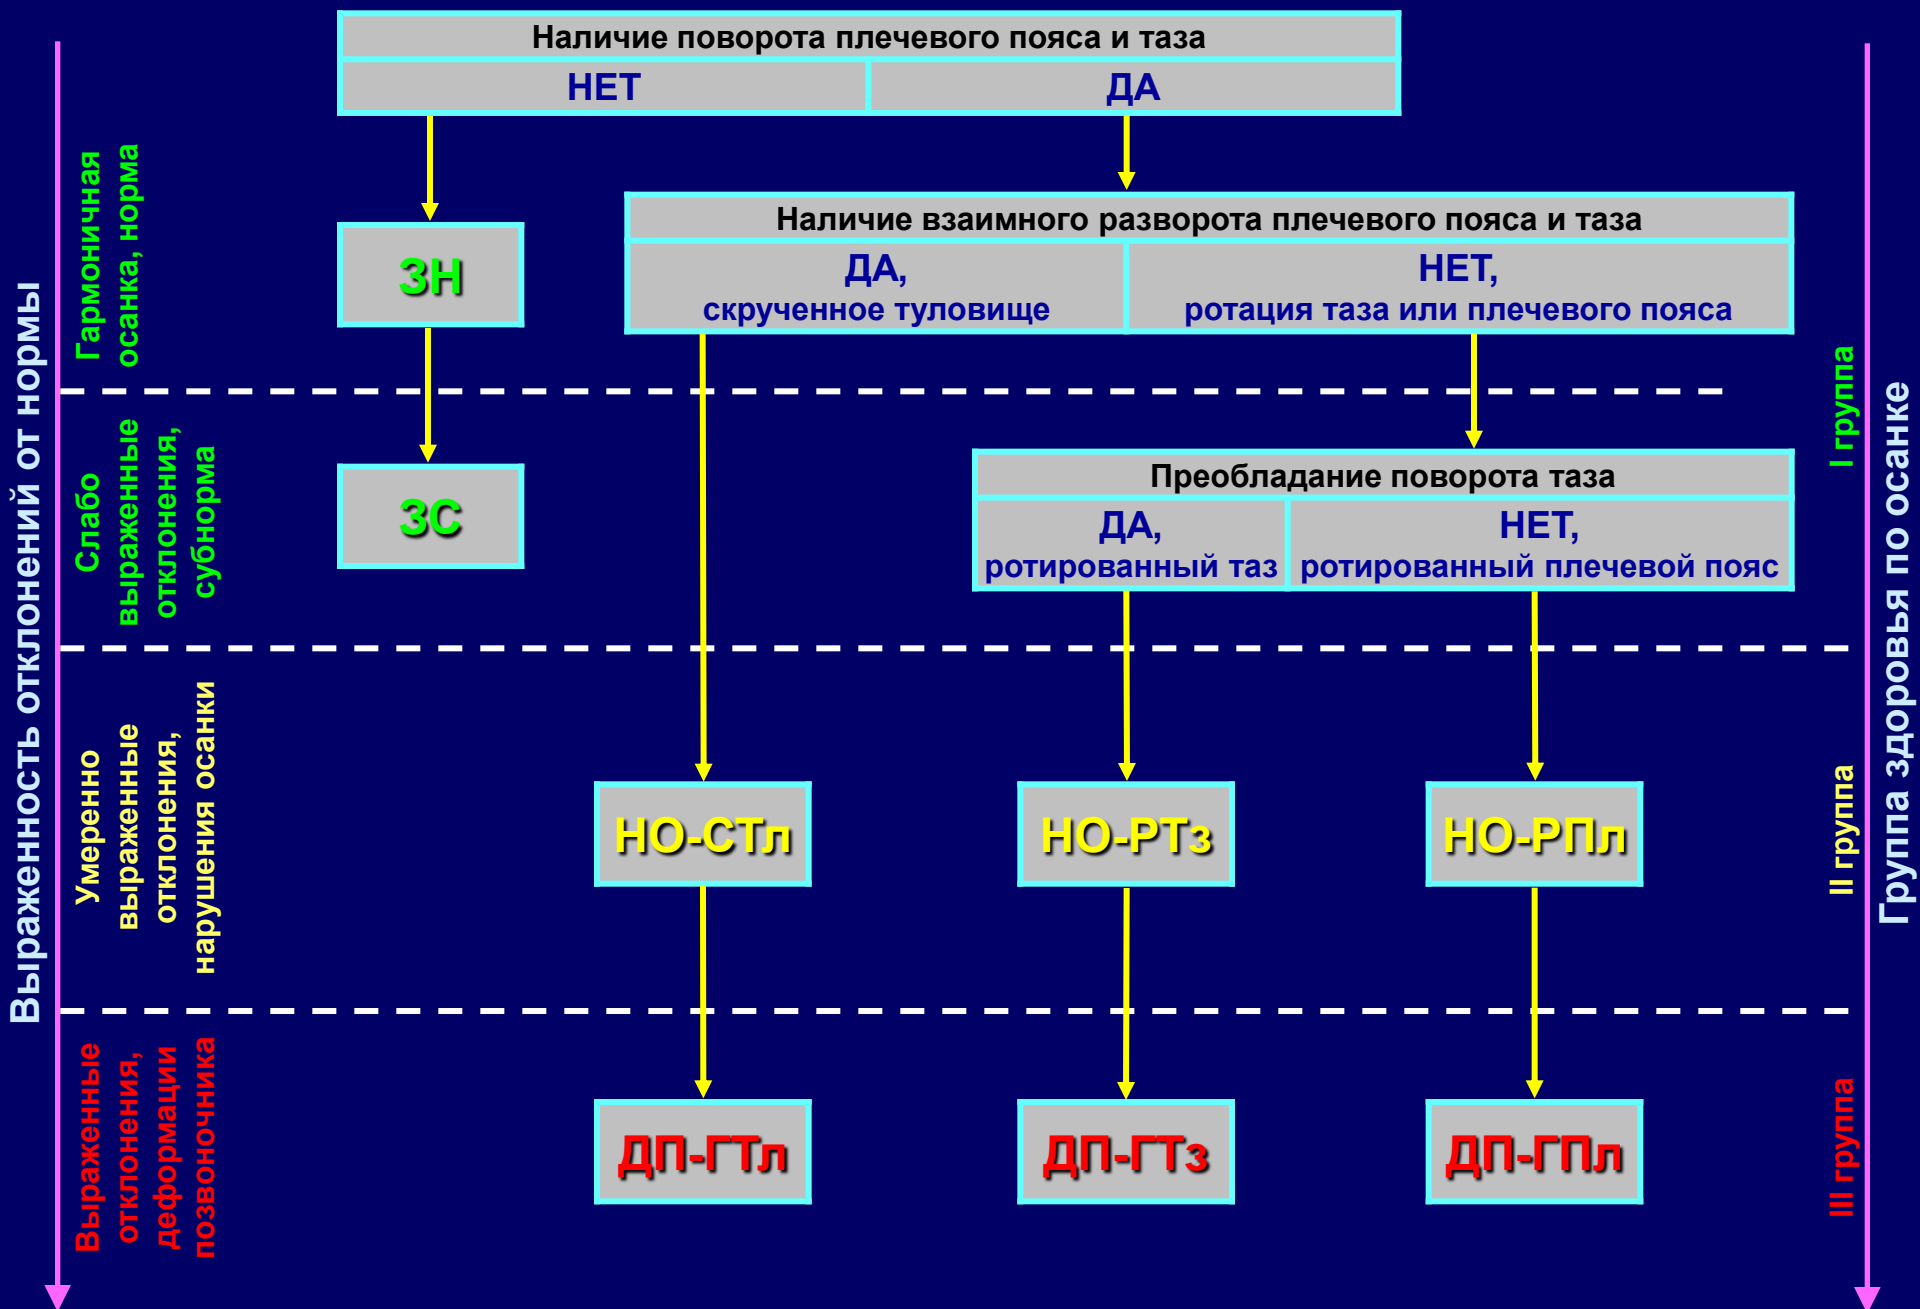 Наличие поворота плечевого пояса и таза
НЕТ
ДА
Наличие взаимного разворота плечевого пояса и таза
ДА,
скрученное туловище
НЕТ,
ротация таза или плечевого пояса
ЗН
Преобладание поворота таза
ДА,
ротированный таз
НЕТ,
ротированный плечевой пояс
ЗС
НО-СТл
НО-РТз
НО-РПл
ДП-ГТл
ДП-ГТз
ДП-ГПл
Выраженность отклонений от нормы
Гармоничная
осанка, норма
Слабо
выраженные
отклонения,
субнорма
Умеренно
выраженные
отклонения,
нарушения осанки
Выраженные
отклонения,
деформации
позвоночника
I группа
II группа
III группа
Группа здоровья по осанке